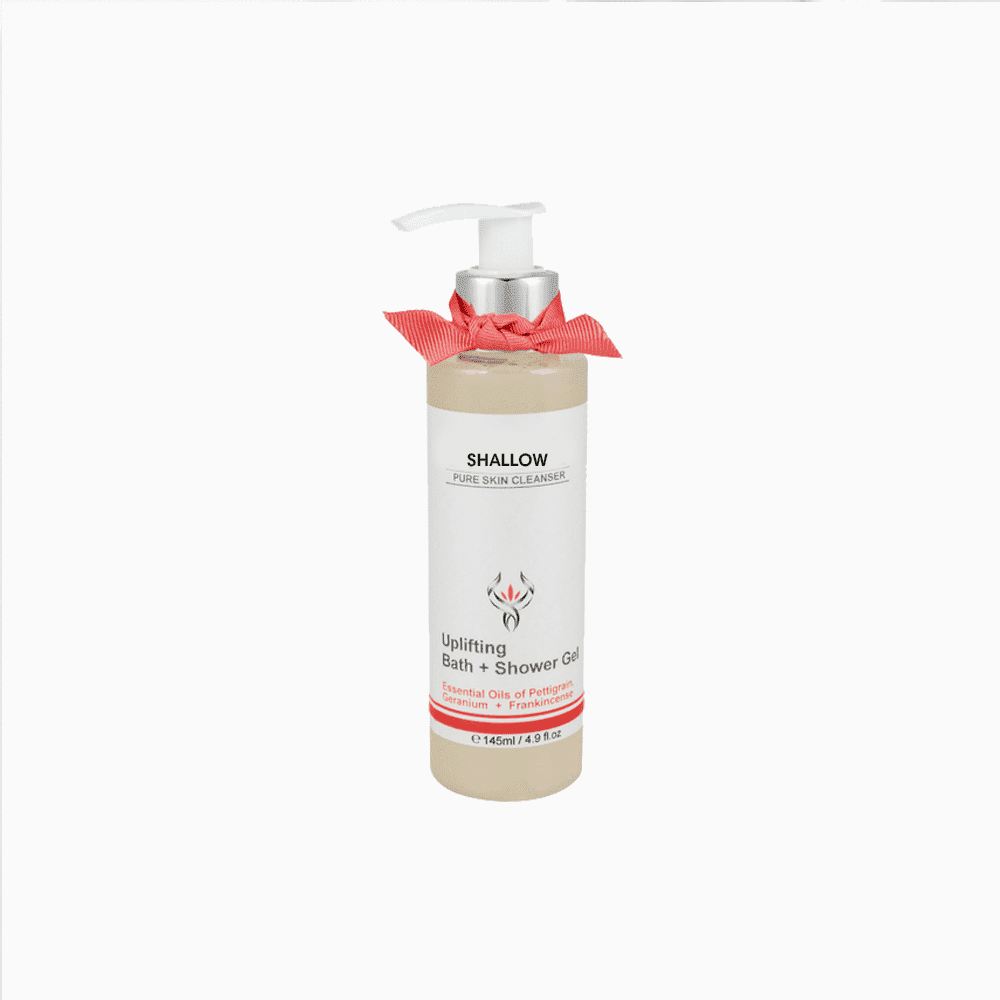 SHALLOW
PURE SKIN CLEANSER
Uplifting
Bath + Shower Gel
Essential Oils of Pettigrain,
Geranium + Frankincense
℮ 145ml / 4.9 fl.oz